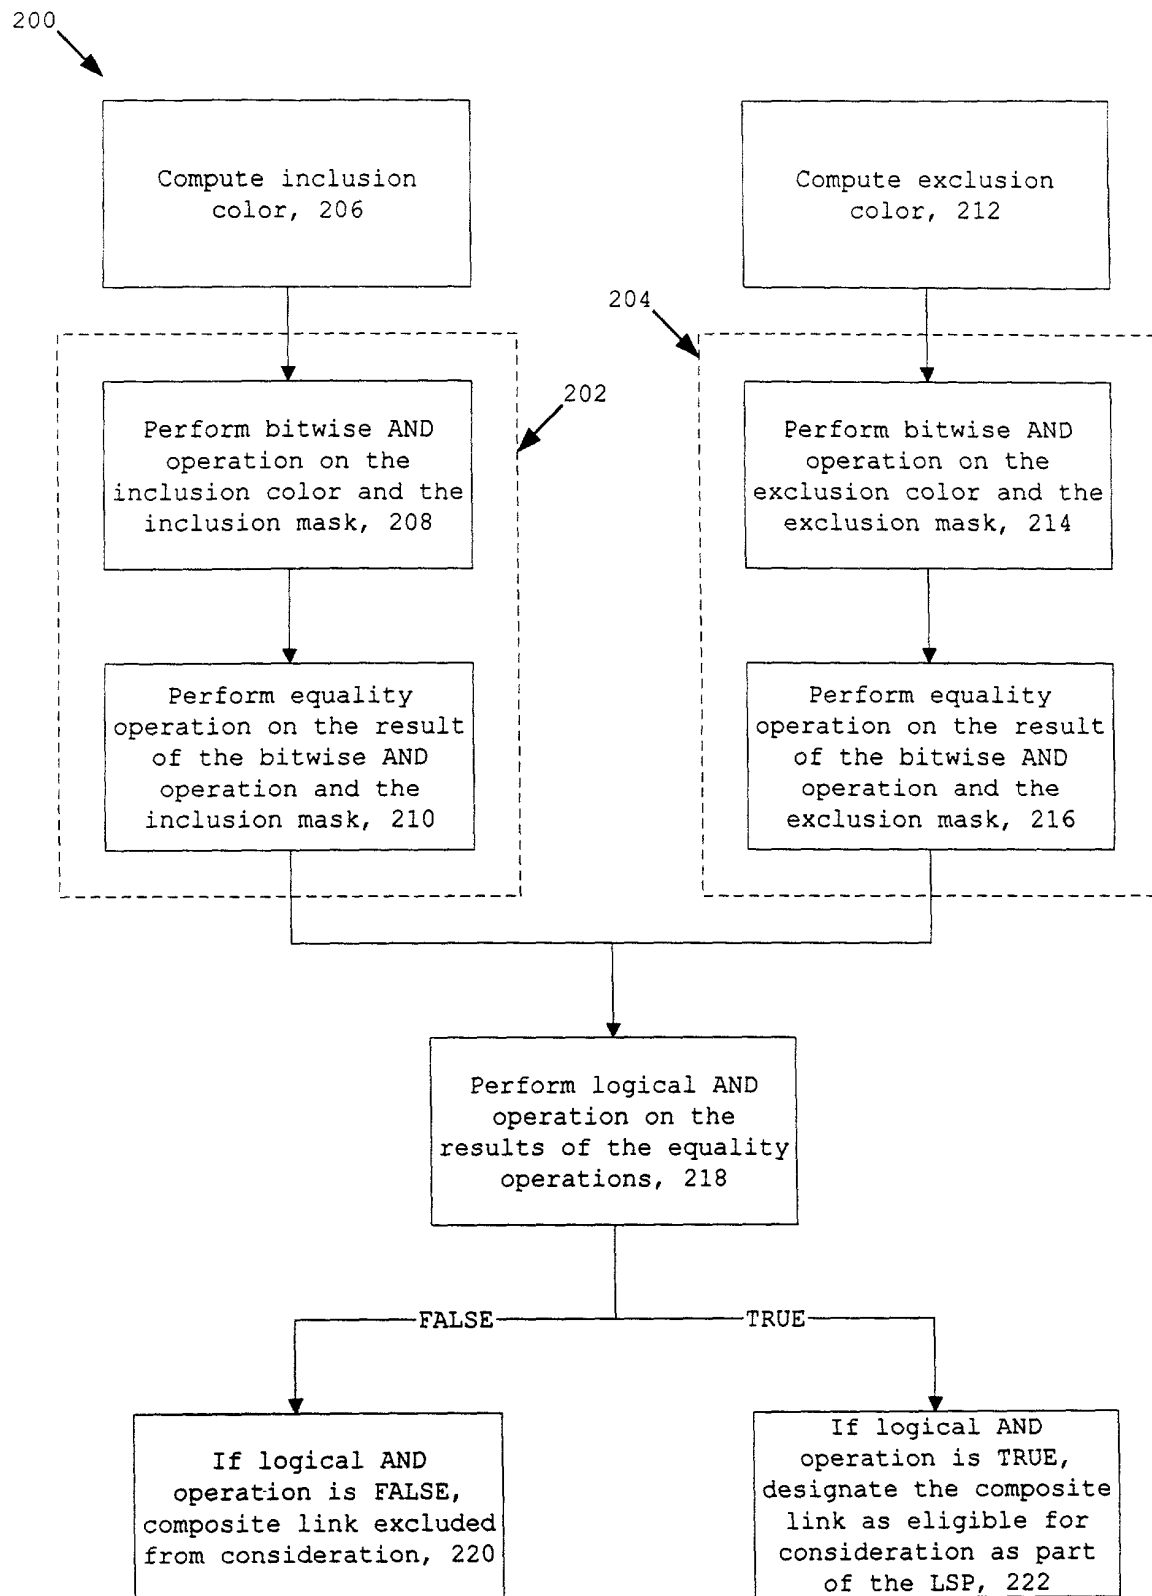 200
Compute inclusion
color, 206
Compute exclusion
color, 212
204
202
Perform bitwise AND
operation on the
inclusion color and the
inclusion mask, 208
Perform bitwise AND
operation on the
exclusion color and the
exclusion mask, 214
Perform equality
operation on the result
of the bitwise AND
operation and the
inclusion mask, 210
Perform equality
operation on the result
of the bitwise AND
operation and the
exclusion mask, 216
Perform logical AND
operation on the
results of the equality
operations, 218
FALSE
TRUE
If logical AND
operation is FALSE,
composite link excluded
from consideration, 220
If logical AND
operation is TRUE,
designate the composite
link as eligible for
consideration as part
of the LSP, 222